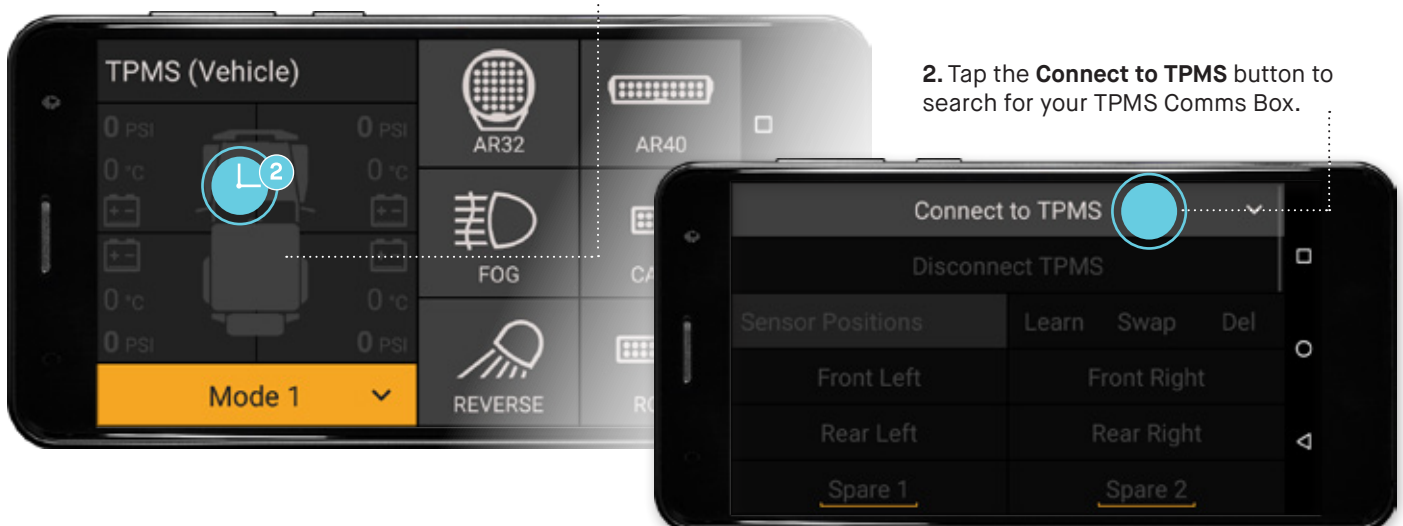 TPMS (Vehicle)
0 PSI
0 PSI
0 °C
0 °C
0 °C
0 °C
0 PSI
0 PSI
Mode 1
2
AR32
AR40
FOG
REVERSE
2. Tap the Connect to TPMS button to
search for your TPMS Comms Box.
Connect to TPMS
Disconnect TPMS
Sensor Positions
Learn Swap Del
Front Left
Front Right
Rear Left
Rear Right
Spare 1
Spare 2